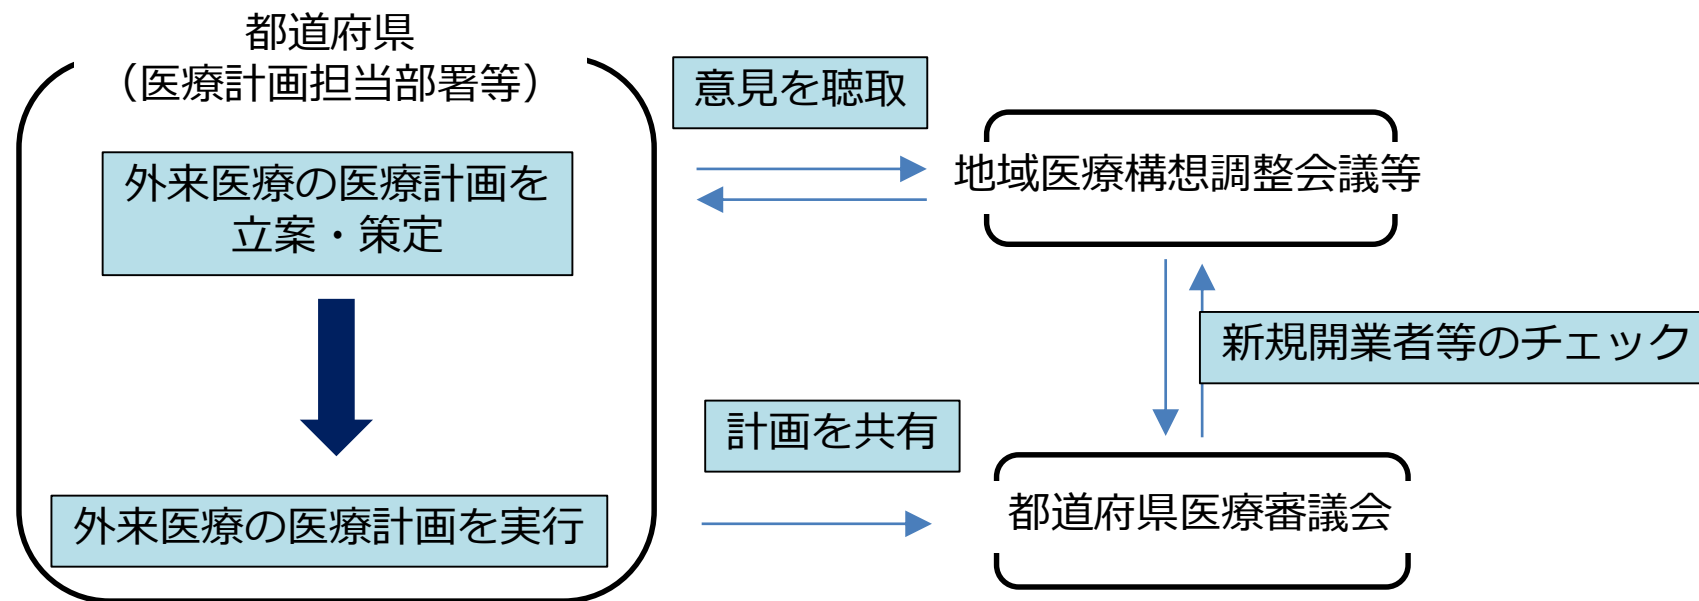 都道府県
（医療計画担当部署等）
意見を聴取
外来医療の医療計画を
立案・策定
地域医療構想調整会議等
新規開業者等のチェック
計画を共有
外来医療の医療計画を実行
都道府県医療審議会